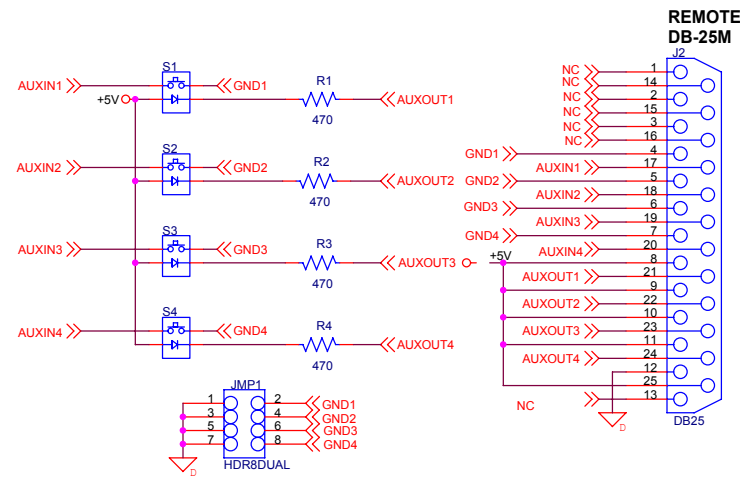 REMOTE
DB-25M
J2
S1
AUXIN1
GND1
R1
+5V
AUXOUT1
470
S2
AUXIN2
GND2
R2
AUXOUT2
470
S3
AUXIN3
GND3
R3
AUXOUT3
470
S4
AUXIN4
GND4
R4
AUXOUT4
470
JMP1
1 2 GND1
3 4 GND2
5 6 GND3
7 8 GND4
D
HDR8DUAL
NC 1
NC 14
NC 2
NC 15
NC 3
NC 16
GND1 4
AUXIN1 17
GND2 5
AUXIN2 18
GND3 6
AUXIN3 19
GND4 7
AUXIN4 20
+5V 8
AUXOUT1 21
9
AUXOUT2 22
10
AUXOUT3 23
11
AUXOUT4 24
12
25
NC 13
D
DB25